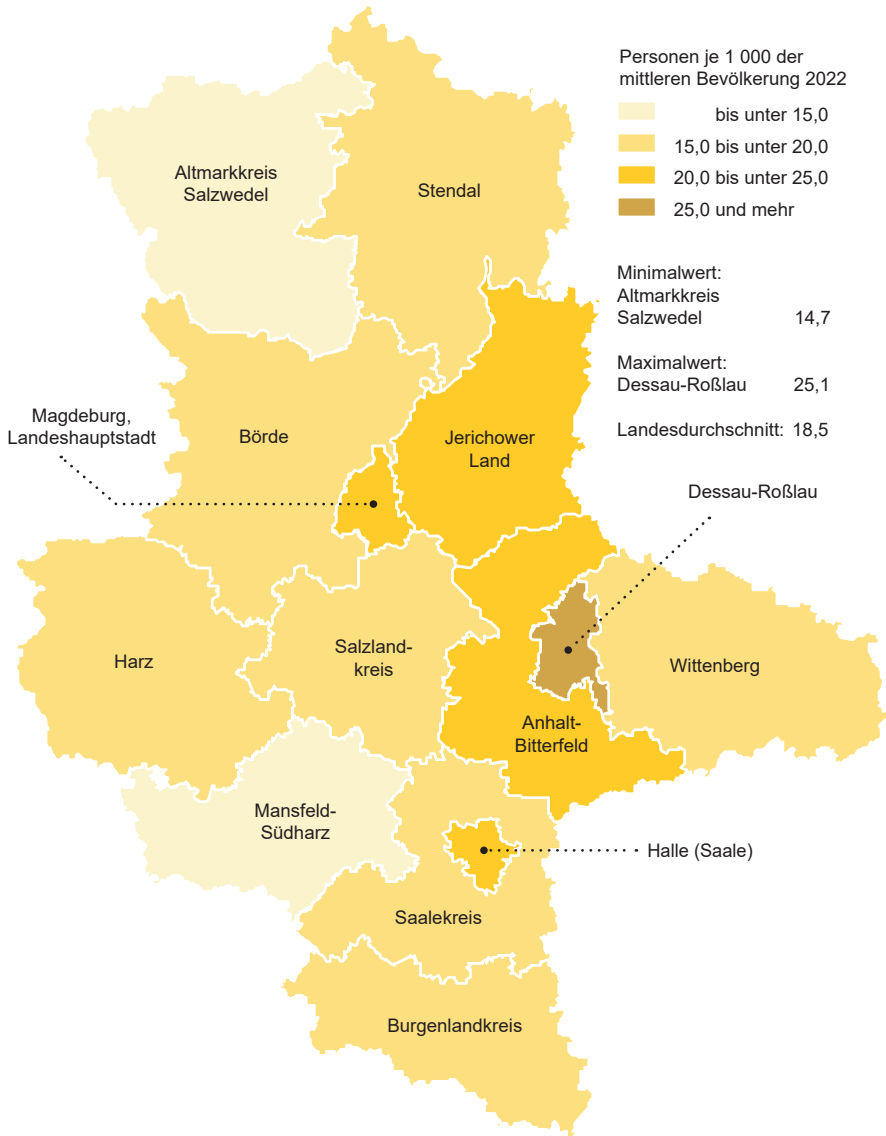 Personen je 1 000 der
mittleren Bevölkerung 2022
bis unter 15,0
15,0 bis unter 20,0
20,0 bis unter 25,0
25,0 und mehr
Minimalwert:
Altmarkkreis
Salzwedel 14,7
Maximalwert:
Dessau-Roßlau 25,1
Landesdurchschnitt: 18,5
Altmarkkreis
Salzwedel
Stendal
Magdeburg,
Landeshauptstadt
Börde
Jerichower
Land
Dessau-Roßlau
Harz
Salzland-
kreis
Wittenberg
Anhalt-
Bitterfeld
Mansfeld-
Südharz
Halle (Saale)
Saalekreis
Burgenlandkreis